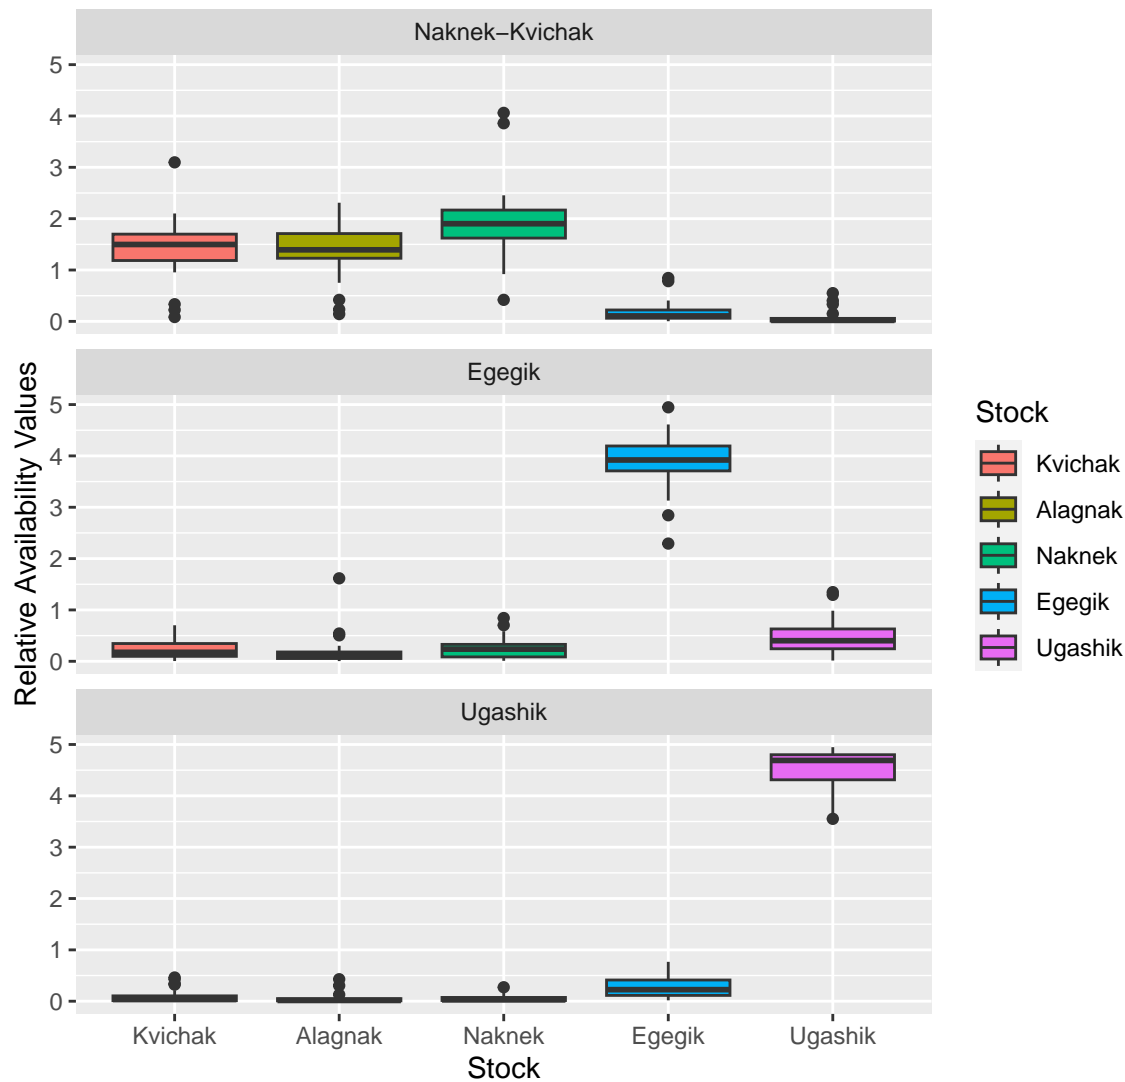 Naknek−Kvichak
5
4
3
2
1
0
Egegik
5
4
3
2
1
0
Ugashik
5
4
3
2
1
0
Relative Availability Values
Kvichak Alagnak Naknek Egegik Ugashik
Stock
Stock
Kvichak
Alagnak
Naknek
Egegik
Ugashik